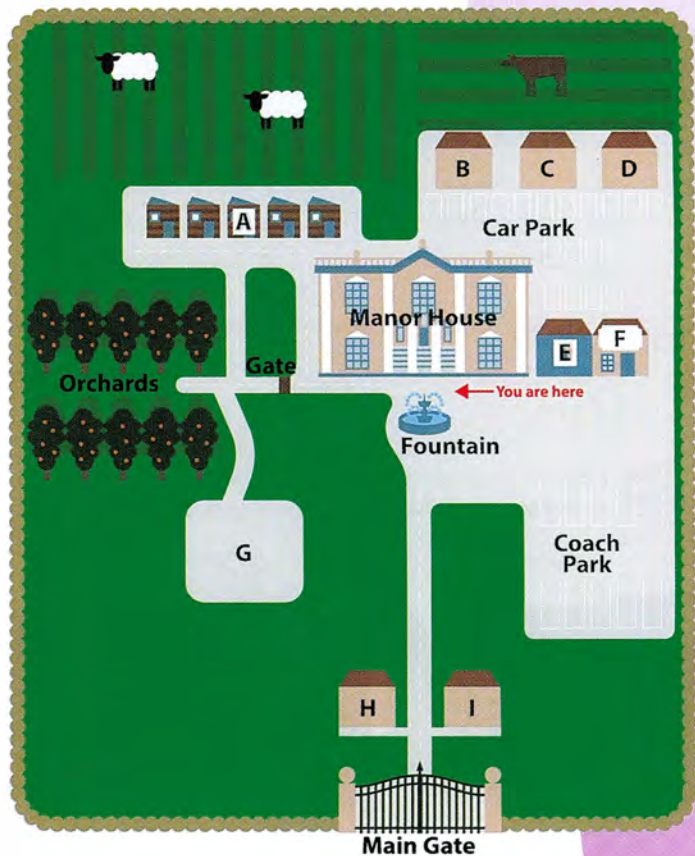 B
C
D
A
Car Park
Manor House
E
F
Gate
Orchards
You are here
Fountain
G
Coach
Park
H
I
Main Gate